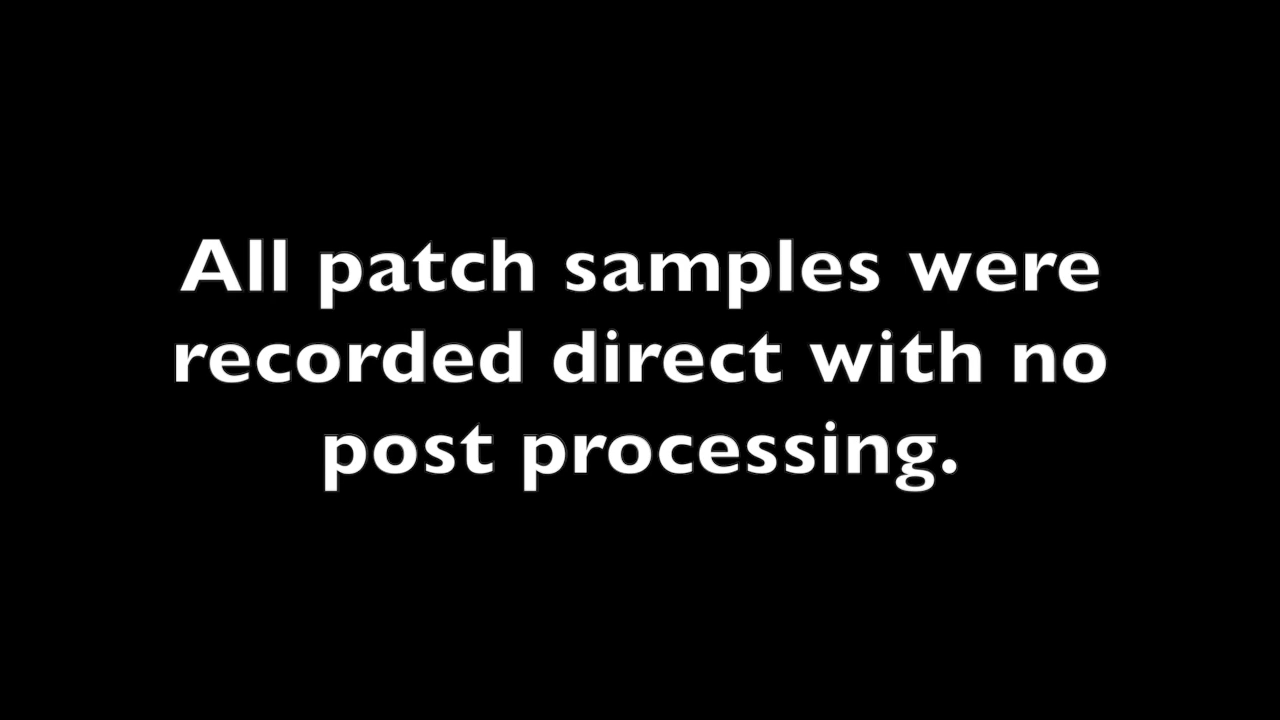 All patch samples were
recorded direct with no
post processing.